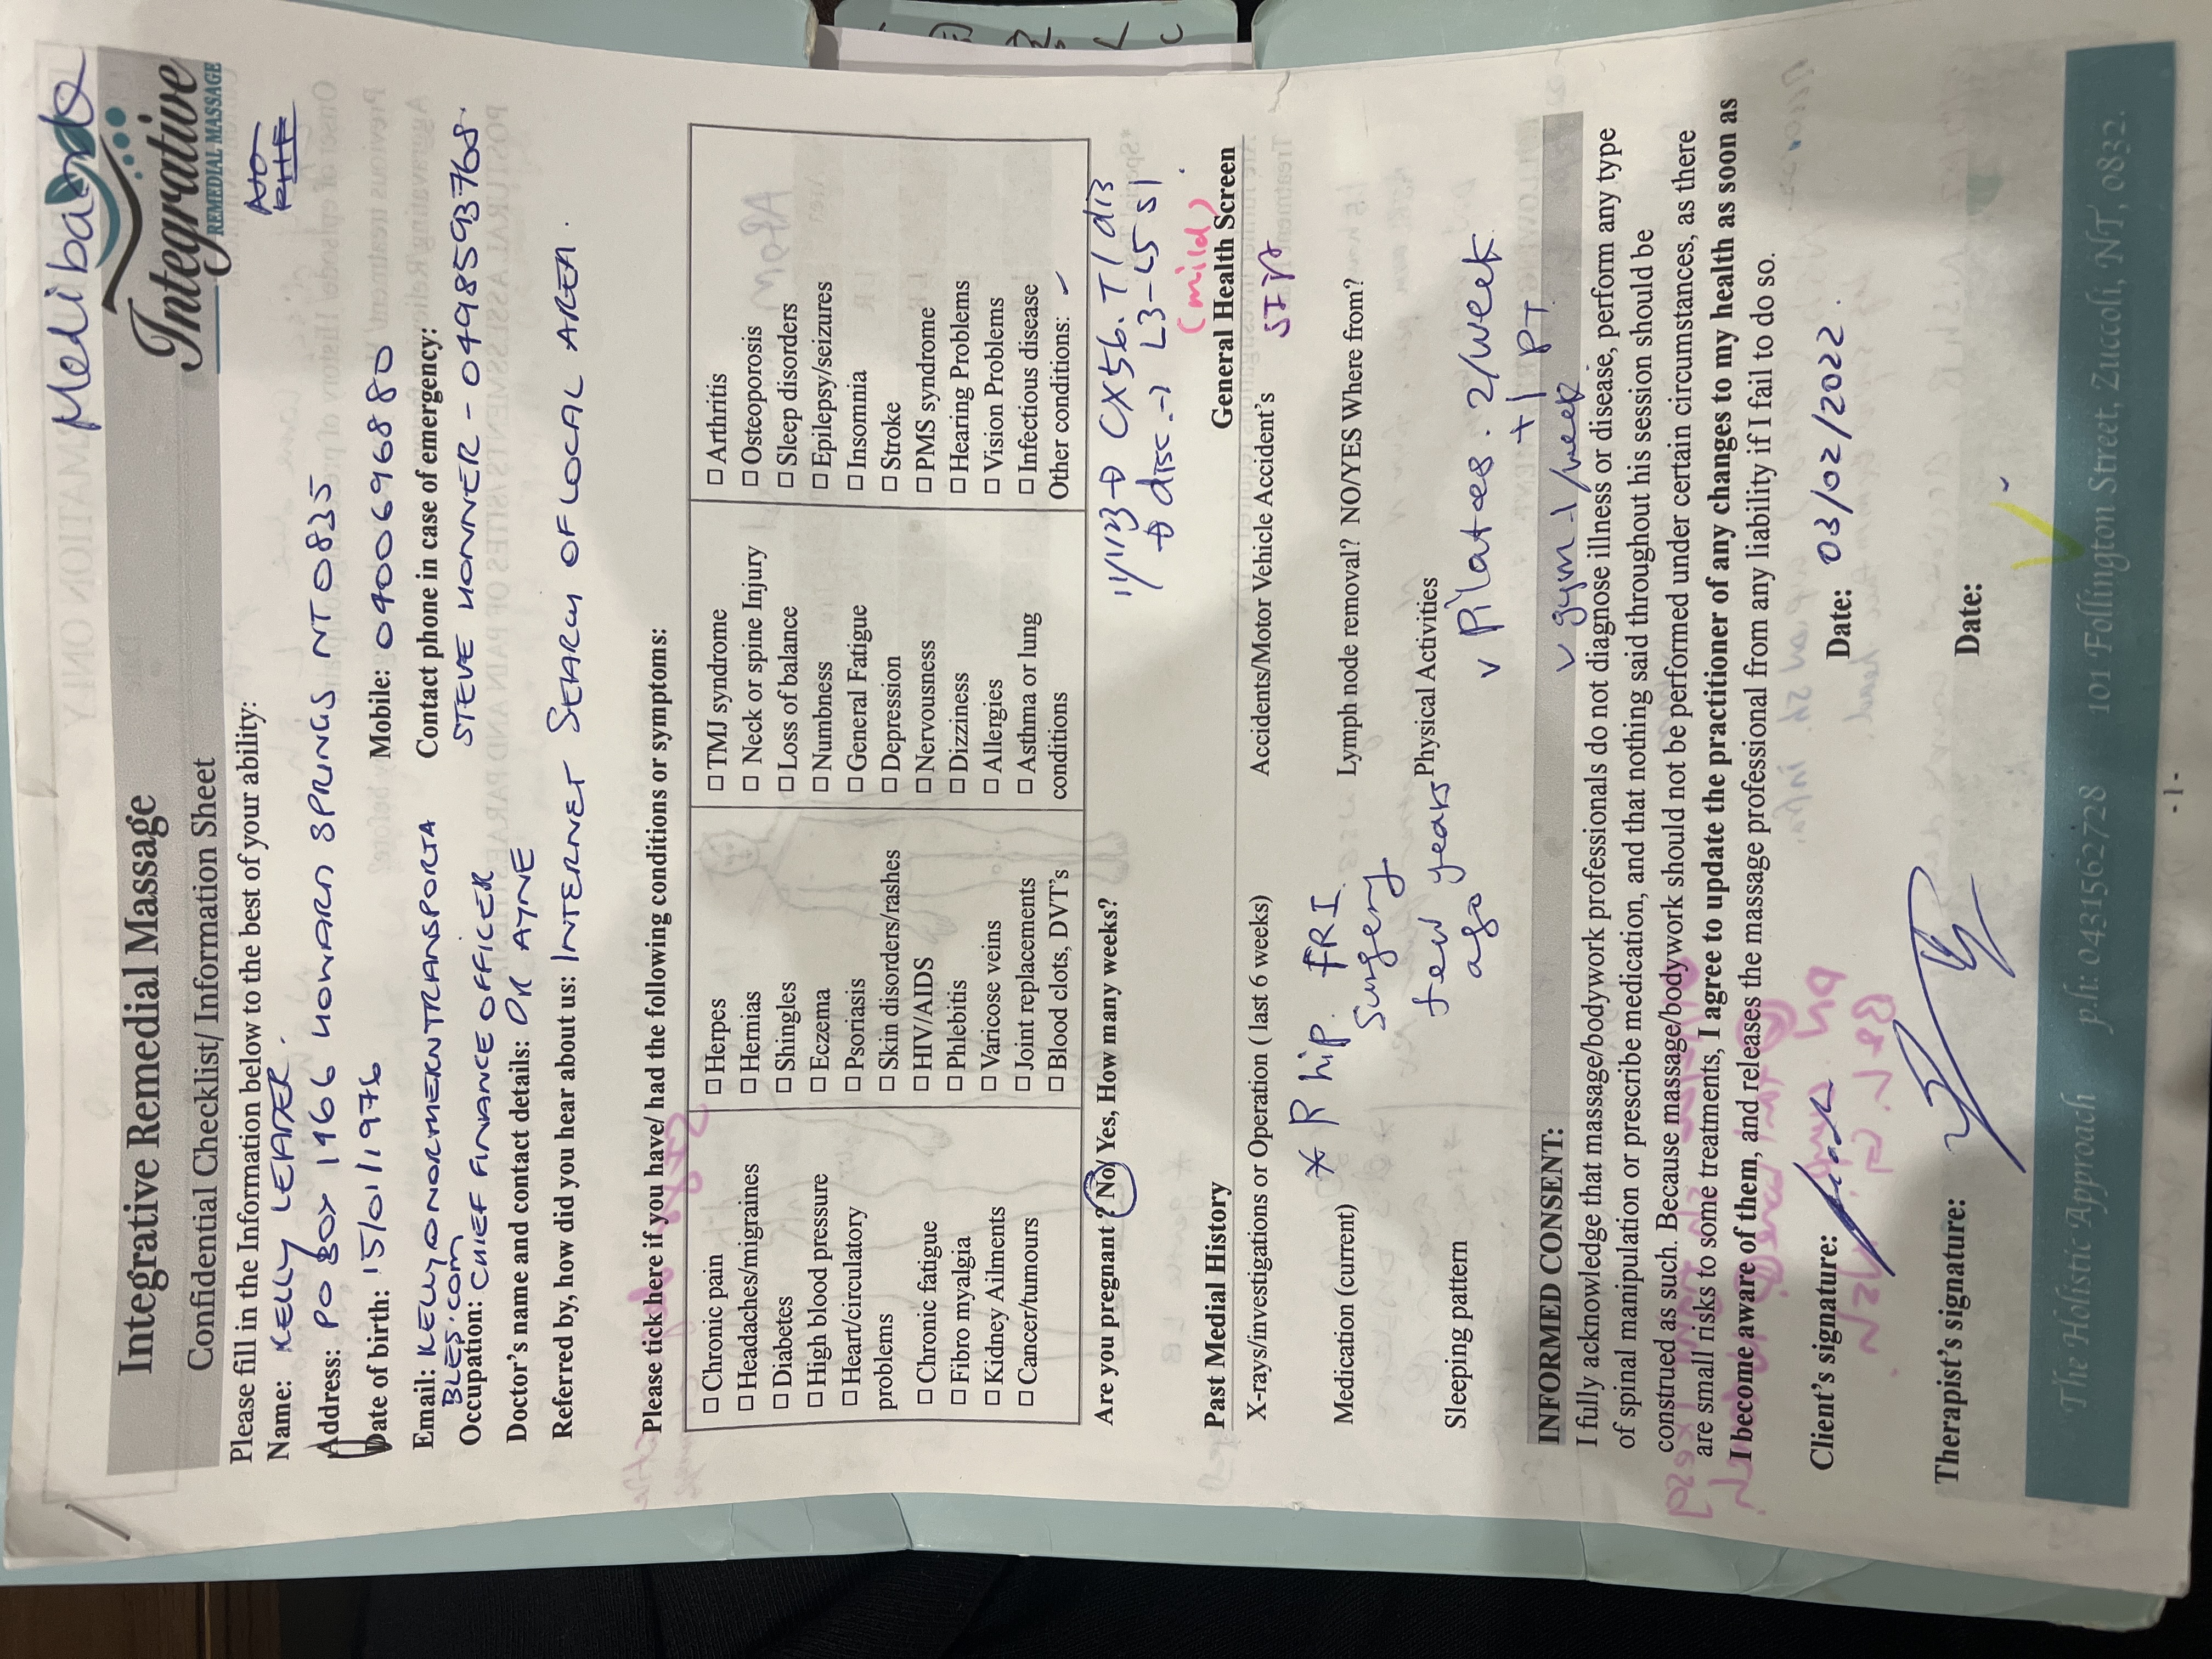 Medibank
Integrative
REMEDIAL MASSAGE
Integrative Remedial Massage
Confidential Checklist/ Information Sheet
Please fill in the Information below to the best of your ability:
Name: KELLY LEADER.
Address: PO BOX 1966 HOWARD SPRINGS NT 0835
Date of birth: 15/01/1976 Mobile: 0400696880
Email: KELLY@NORMERENTRANSPORTA
BLES.COM
Contact phone in case of emergency:
STEVE HONNER - 0498593768.
Occupation: CHIEF FINANCE OFFICER
Doctor's name and contact details: DR AYNE
Referred by, how did you hear about us: INTERNET SEARCH OF LOCAL AREA.
Please tick here if you have/ had the following conditions or symptoms:
□ Chronic pain
□ Headaches/migraines
□ Diabetes
□ High blood pressure
□ Heart/circulatory
problems
□ Chronic fatigue
□ Fibro myalgia
□ Kidney Ailments
□ Cancer/tumours
□ Herpes
□ Hernias
□ Shingles
□ Eczema
□ Psoriasis
□ Skin disorders/rashes
□ HIV/AIDS
□ Phlebitis
□ Varicose veins
□ Joint replacements
□ Blood clots, DVT's
□ TMJ syndrome
□ Neck or spine Injury
□ Loss of balance
□ Numbness
□ General Fatigue
□ Depression
□ Nervousness
□ Dizziness
□ Allergies
□ Asthma or lung
conditions
□ Arthritis
□ Osteoporosis
□ Sleep disorders
□ Epilepsy/seizures
□ Insomnia
□ Stroke
□ PMS syndrome
□ Hearing Problems
□ Vision Problems
□ Infectious disease
Other conditions:
Are you pregnant? No/ Yes, How many weeks?
CX56. T1 dis
disc. → L3-L5 S1
(mild)
Past Medial History
General Health Screen
X-rays/investigations or Operation ( last 6 weeks)
Accidents/Motor Vehicle Accident's
* R hip. FRI
surgery
few years
ago
Medication (current)
Lymph node removal? NO/YES Where from?
Sleeping pattern
Physical Activities
Pilates. 2/week
+1 PT
gym 1/week
INFORMED CONSENT:
I fully acknowledge that massage/bodywork professionals do not diagnose illness or disease, perform any type
of spinal manipulation or prescribe medication, and that nothing said throughout his session should be
construed as such. Because massage/bodywork should not be performed under certain circumstances, as there
are small risks to some treatments, I agree to update the practitioner of any changes to my health as soon as
I become aware of them, and releases the massage professional from any liability if I fail to do so.
Client's signature: Date: 03/02/2022
Therapist's signature: Date:
The Holistic Approach ph: 0431562728 101 Follington Street, Zuccoli, NT, 0832.
- 1 -